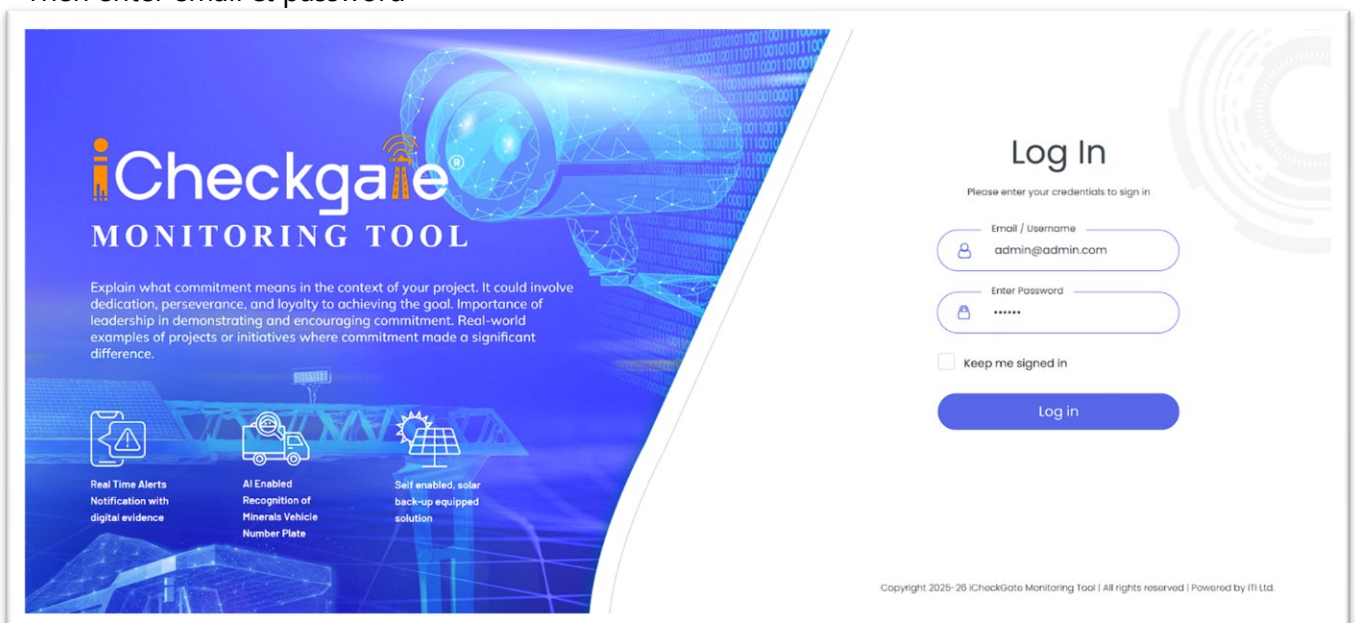 Then enter email & password
iCheckgate®
MONITORING TOOL
Explain what commitment means in the context of your project. It could involve
dedication, perseverance, and loyalty to achieving the goal. Importance of
leadership in demonstrating and encouraging commitment. Real-world
examples of projects or initiatives where commitment made a significant
difference.
Real Time Alerts
Notification with
digital evidence
AI Enabled
Recognition of
Minerals Vehicle
Number Plate
Self enabled, solar
back-up equipped
solution
Log In
Please enter your credentials to sign in
Email / Username
admin@admin.com
Enter Password
••••••
Keep me signed in
Log in
Copyright 2025-26 iCheckGate Monitoring Tool | All rights reserved | Powered by ITI Ltd.